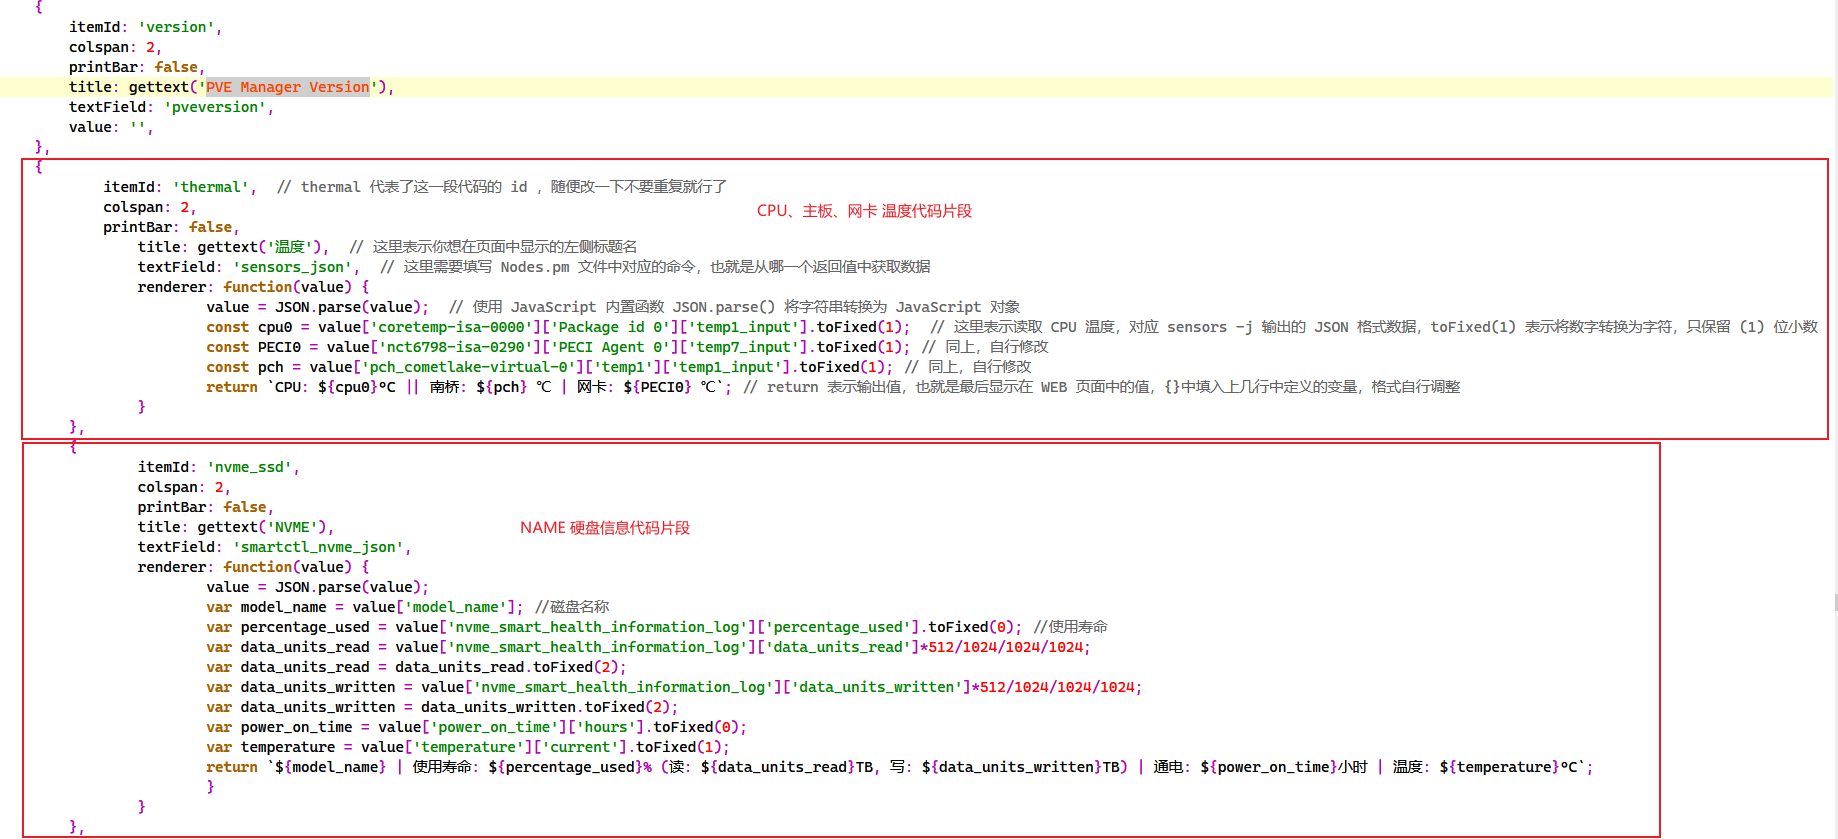 {
    itemId: 'version',
    colspan: 2,
    printBar: false,
    title: gettext('PVE Manager Version'),
    textField: 'pveversion',
    value: '',
},
{
        itemId: 'thermal',  // thermal 代表了这一段代码的 id ，随便改一下不要重复就行了
        colspan: 2,
CPU、主板、网卡 温度代码片段
        printBar: false,
            title: gettext('温度'),  // 这里表示你想在页面中显示的左侧标题名
            textField: 'sensors_json',  // 这里需要填写 Nodes.pm 文件中对应的命令，也就是从哪一个返回值中获取数据
            renderer: function(value) {
                    value = JSON.parse(value);  // 使用 JavaScript 内置函数 JSON.parse() 将字符串转换为 JavaScript 对象
                    const cpu0 = value['coretemp-isa-0000']['Package id 0']['temp1_input'].toFixed(1);  // 这里表示读取 CPU 温度，对应 sensors -j 输出的 JSON 格式数据，toFixed(1) 表示将数字转换为字符，只保留 (1) 位小数
                    const PECI0 = value['nct6798-isa-0290']['PECI Agent 0']['temp7_input'].toFixed(1); // 同上，自行修改
                    const pch = value['pch_cometlake-virtual-0']['temp1']['temp1_input'].toFixed(1); // 同上，自行修改
                    return `CPU: ${cpu0}ºC || 南桥: ${pch} ℃ | 网卡: ${PECI0} ℃`; // return 表示输出值，也就是最后显示在 WEB 页面中的值，{}中填入上几行中定义的变量，格式自行调整
            }
    },
    {
            itemId: 'nvme_ssd',
            colspan: 2,
            printBar: false,
            title: gettext('NVME'),
NAME 硬盘信息代码片段
            textField: 'smartctl_nvme_json',
            renderer: function(value) {
                    value = JSON.parse(value);
                    var model_name = value['model_name']; //磁盘名称
                    var percentage_used = value['nvme_smart_health_information_log']['percentage_used'].toFixed(0); //使用寿命
                    var data_units_read = value['nvme_smart_health_information_log']['data_units_read']*512/1024/1024/1024;
                    var data_units_read = data_units_read.toFixed(2);
                    var data_units_written = value['nvme_smart_health_information_log']['data_units_written']*512/1024/1024/1024;
                    var data_units_written = data_units_written.toFixed(2);
                    var power_on_time = value['power_on_time']['hours'].toFixed(0);
                    var temperature = value['temperature']['current'].toFixed(1);
                    return `${model_name} | 使用寿命: ${percentage_used}% (读: ${data_units_read}TB, 写: ${data_units_written}TB) | 通电: ${power_on_time}小时 | 温度: ${temperature}ºC`;
                    }
            }
    },